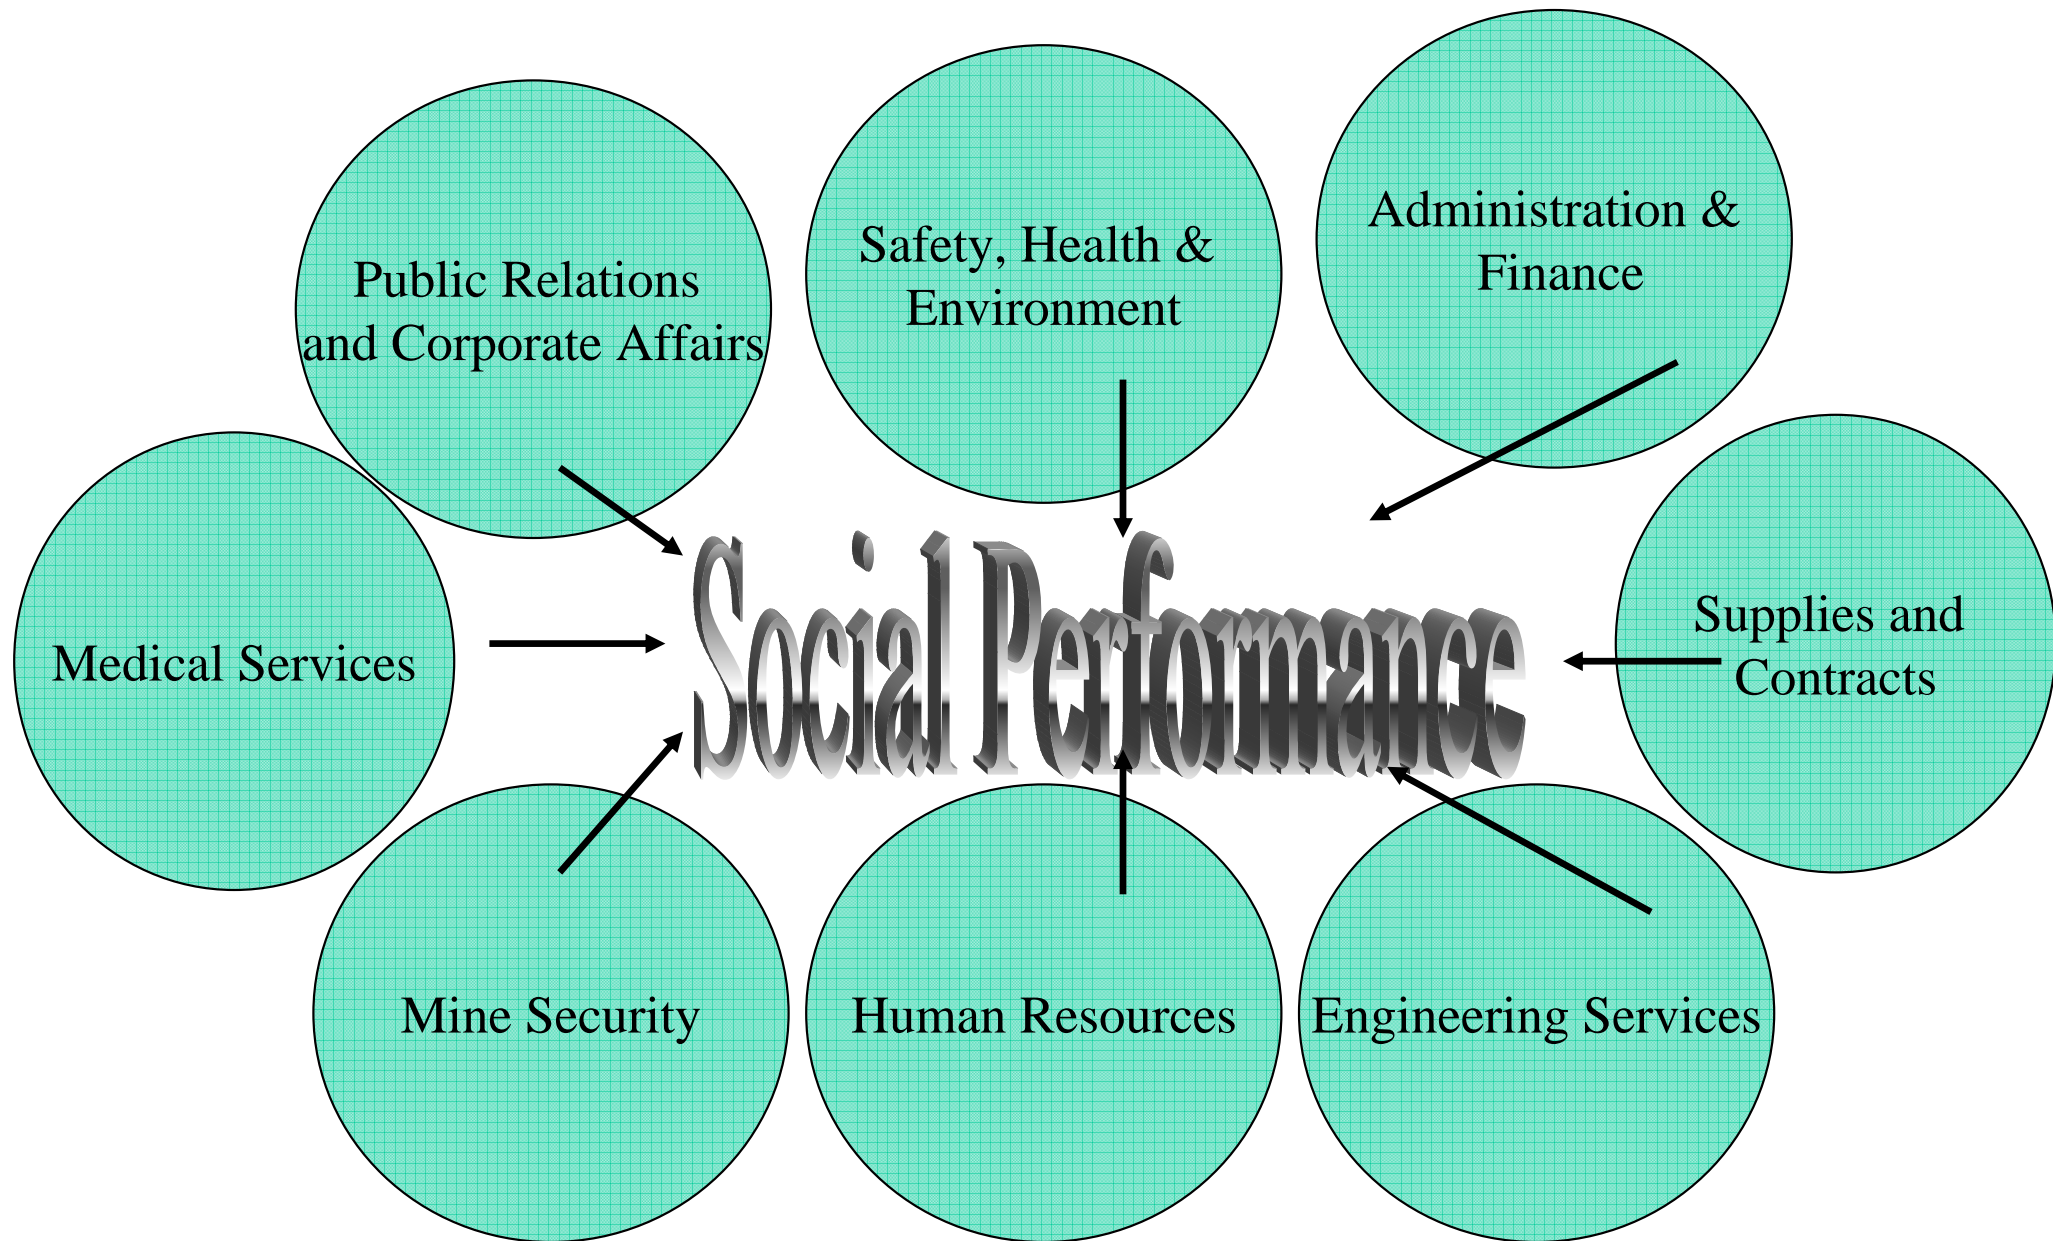 Public Relations
and Corporate Affairs
Safety, Health &
Environment
Administration &
Finance
Medical Services
Social Performance
Supplies and
Contracts
Mine Security
Human Resources
Engineering Services